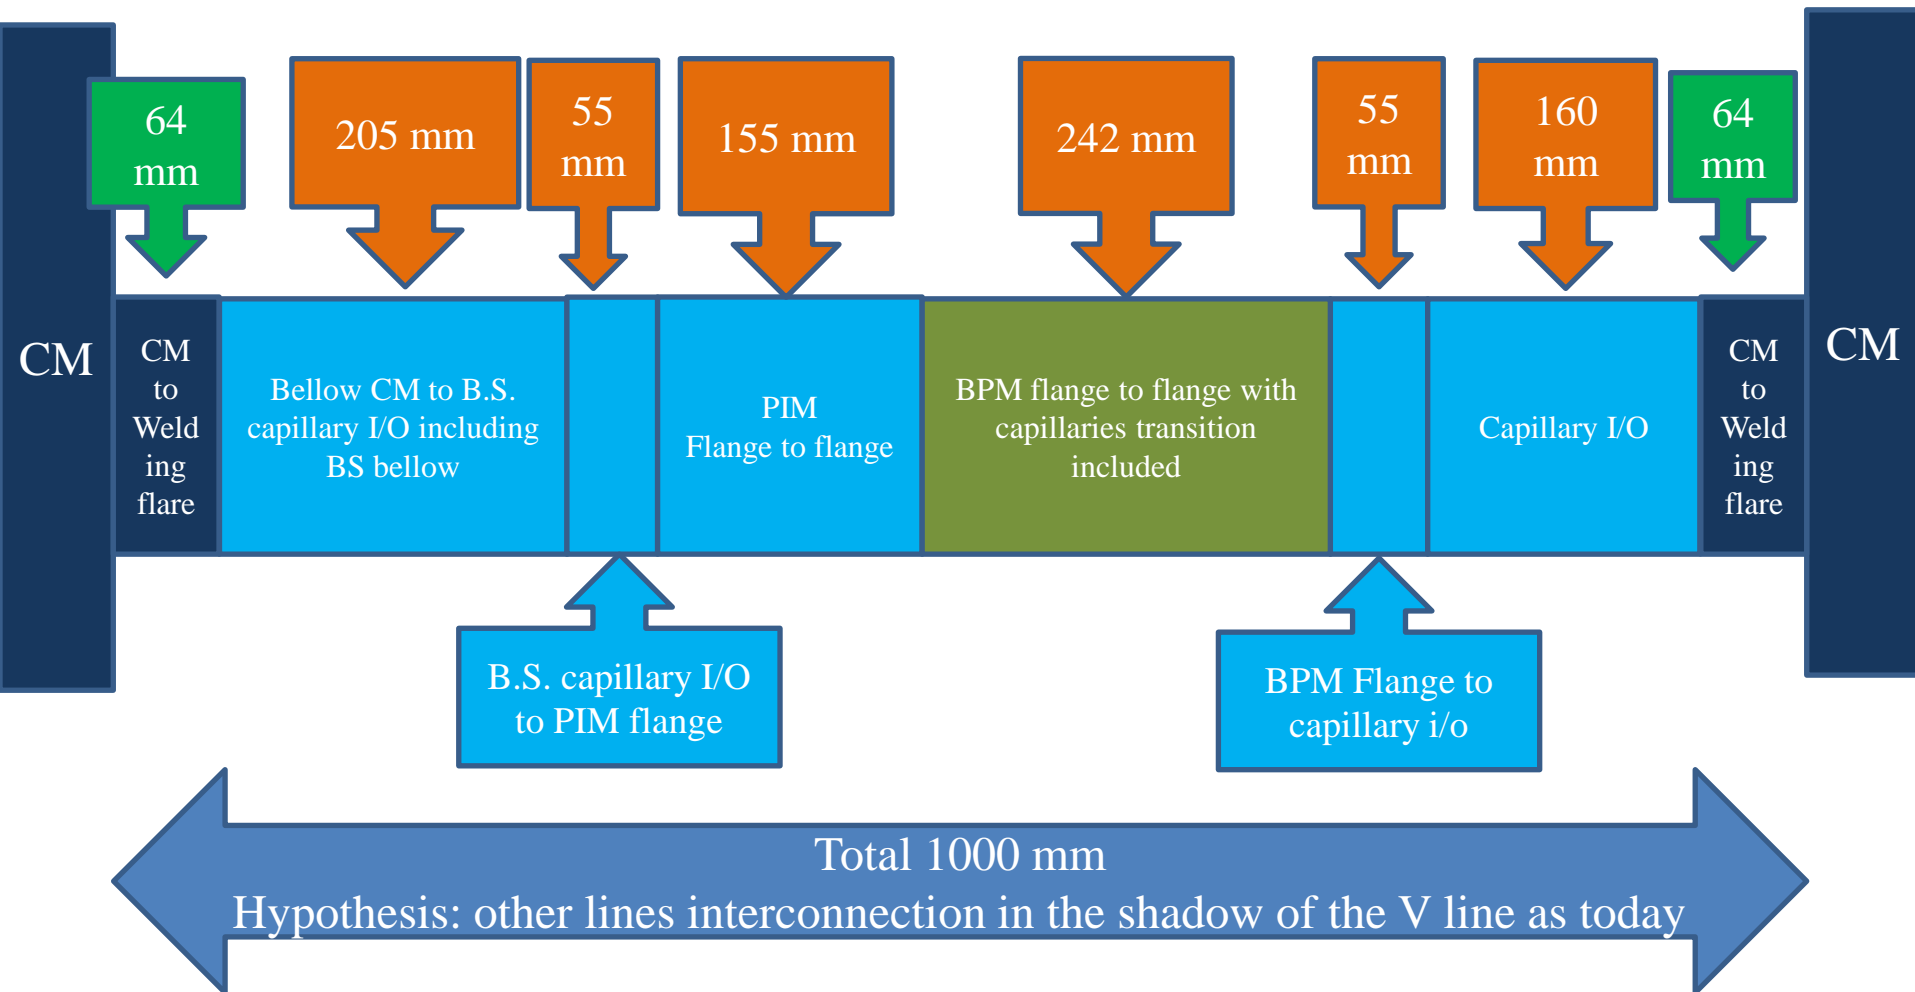 64
mm
205 mm
55
mm
155 mm
242 mm
55
mm
160
mm
64
mm
CM
CM
to
Weld
ing
flare
Bellow CM to B.S.
capillary I/O including
BS bellow
PIM
Flange to flange
BPM flange to flange with
capillaries transition
included
Capillary I/O
CM
to
Weld
ing
flare
CM
B.S. capillary I/O
to PIM flange
BPM Flange to
capillary i/o
Total 1000 mm
Hypothesis: other lines interconnection in the shadow of the V line as today